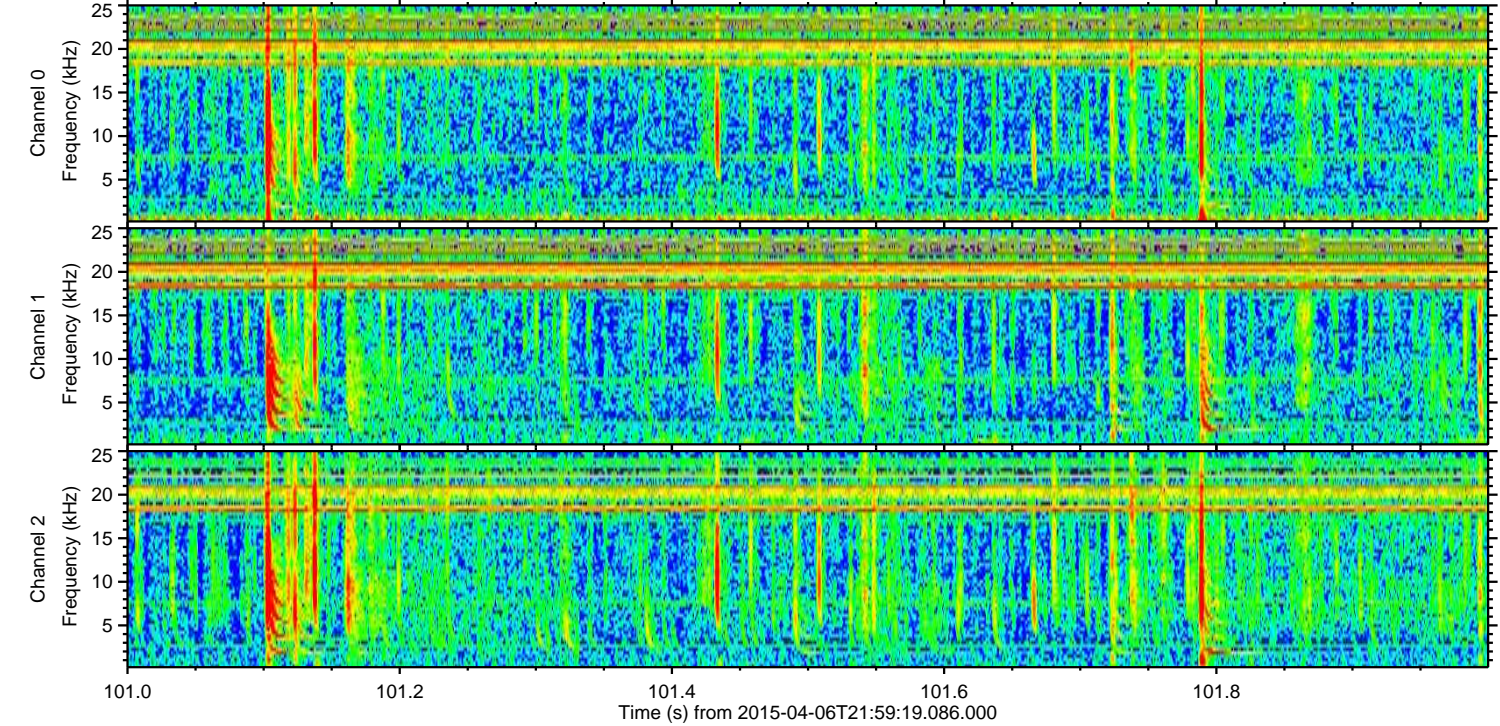 Channel 0
Frequency (kHz)
25
20
15
10
5
Channel 1
Frequency (kHz)
25
20
15
10
5
Channel 2
Frequency (kHz)
25
20
15
10
5
101.0 101.2 101.4 101.6 101.8
Time (s) from 2015-04-06T21:59:19.086.000